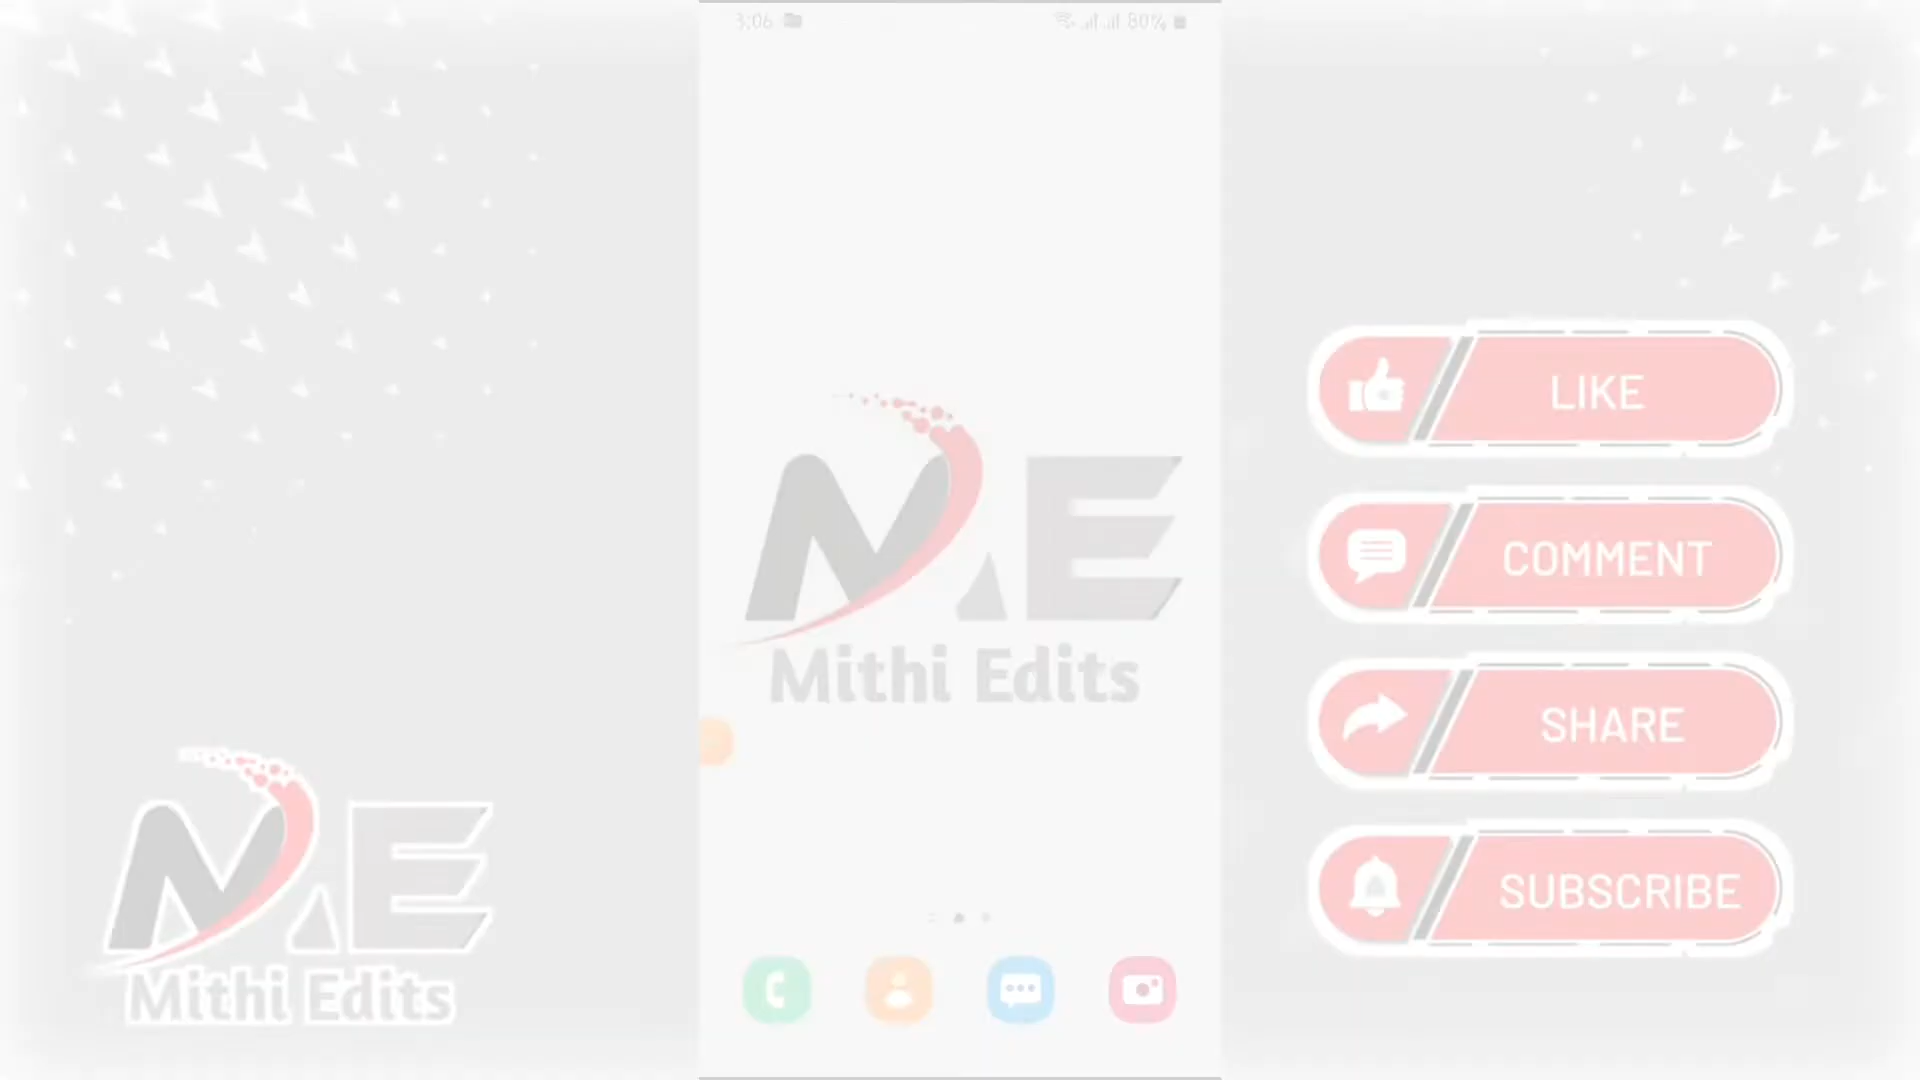 3:06
80%
ME
Mithi Edits
LIKE
COMMENT
SHARE
SUBSCRIBE
ME
Mithi Edits